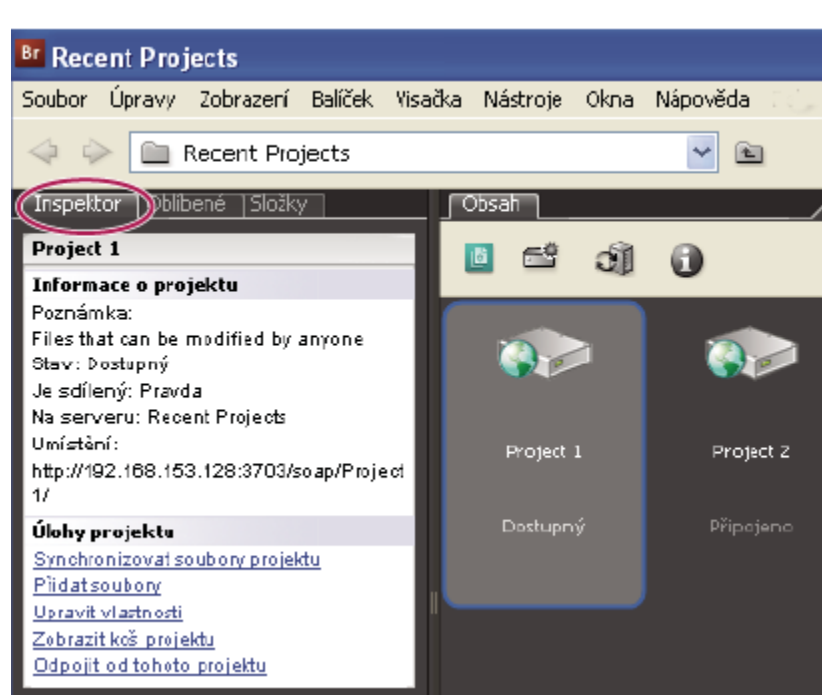 Br Recent Projects
Soubor Úpravy Zobrazení Balíček Visačka Nástroje Okna Nápověda
Recent Projects
Inspektor Oblíbené Složky
Project 1
Informace o projektu
Poznámka:
Files that can be modified by anyone
Stav: Dostupný
Je sdílený: Pravda
Na serveru: Recent Projects
Umístění:
http://192.168.153.128:3703/soap/Project
1/
Úlohy projektu
Synchronizovat soubory projektu
Přidat soubory
Upravit vlastnosti
Zobrazit koš projektu
Odpojit od tohoto projektu
Obsah
Project 1
Dostupný
Project 2
Připojeno